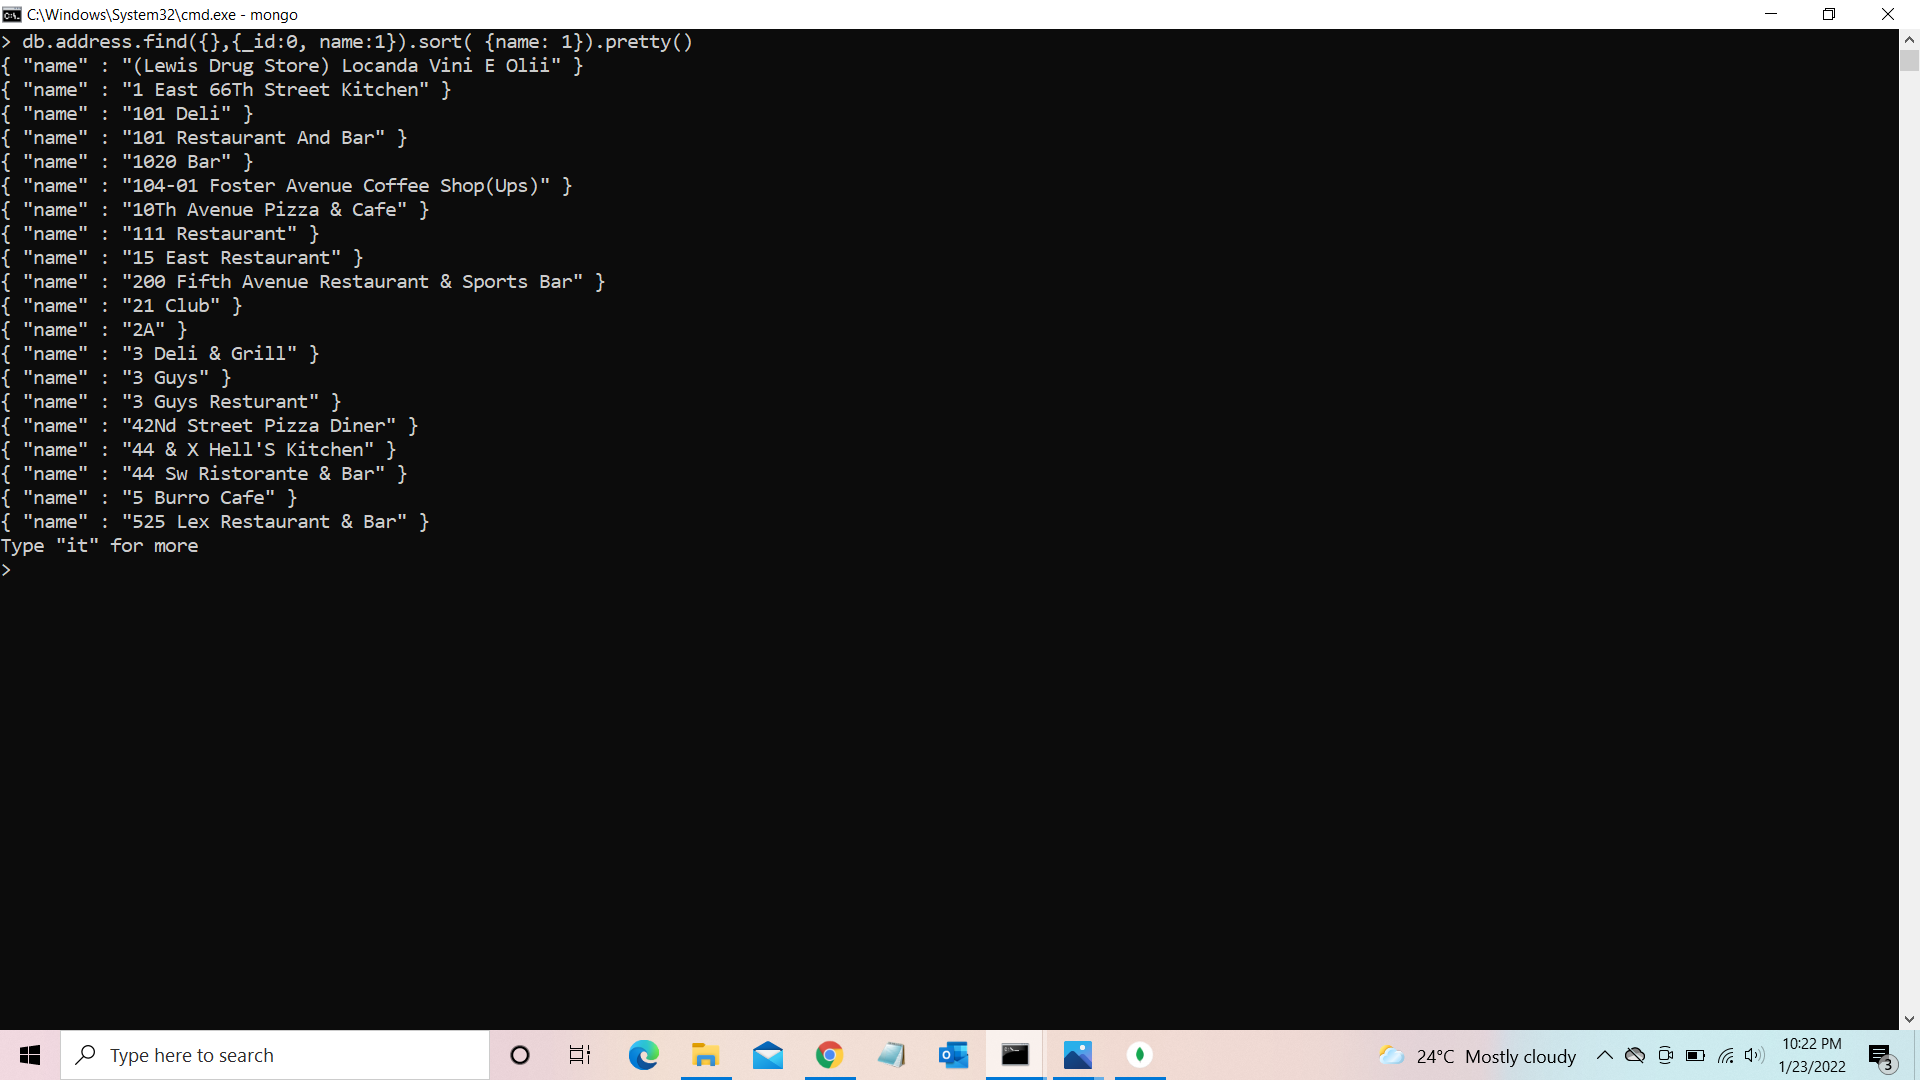 C:\Windows\System32\cmd.exe - mongo
> db.address.find({},{_id:0, name:1}).sort( {name: 1}).pretty()
{ "name" : "(Lewis Drug Store) Locanda Vini E Olii" }
{ "name" : "1 East 66Th Street Kitchen" }
{ "name" : "101 Deli" }
{ "name" : "101 Restaurant And Bar" }
{ "name" : "1020 Bar" }
{ "name" : "104-01 Foster Avenue Coffee Shop(Ups)" }
{ "name" : "10Th Avenue Pizza & Cafe" }
{ "name" : "111 Restaurant" }
{ "name" : "15 East Restaurant" }
{ "name" : "200 Fifth Avenue Restaurant & Sports Bar" }
{ "name" : "21 Club" }
{ "name" : "2A" }
{ "name" : "3 Deli & Grill" }
{ "name" : "3 Guys" }
{ "name" : "3 Guys Resturant" }
{ "name" : "42Nd Street Pizza Diner" }
{ "name" : "44 & X Hell'S Kitchen" }
{ "name" : "44 Sw Ristorante & Bar" }
{ "name" : "5 Burro Cafe" }
{ "name" : "525 Lex Restaurant & Bar" }
Type "it" for more
>
Type here to search
24°C Mostly cloudy
10:22 PM
1/23/2022
3